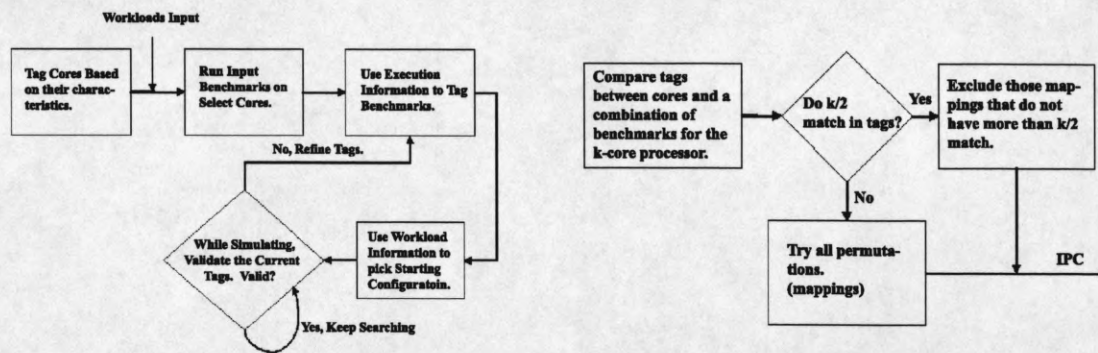 Workloads Input
Tag Cores Based
on their charac-
teristics.
Run Input
Benchmarks on
Select Cores.
Use Execution
Information to Tag
Benchmarks.
No, Refine Tags.
While Simulating,
Validate the Current
Tags. Valid?
Use Workload
Information to
pick Starting
Configuratoin.
Yes, Keep Searching
Compare tags
between cores and a
combination of
benchmarks for the
k-core processor.
Do k/2
match in tags?
Yes
Exclude those map-
pings that do not
have more than k/2
match.
No
Try all permuta-
tions.
(mappings)
IPC